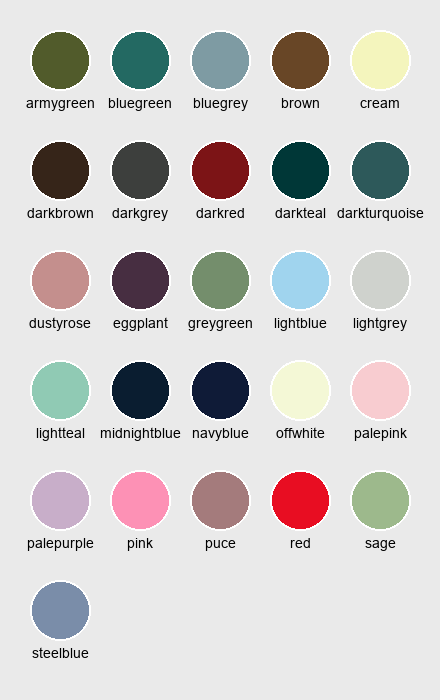 armygreen bluegreen bluegrey brown cream
darkbrown darkgrey darkred darkteal darkturquoise
dustyrose eggplant greygreen lightblue lightgrey
lightteal midnightblue navyblue offwhite palepink
palepurple pink puce red sage
steelblue